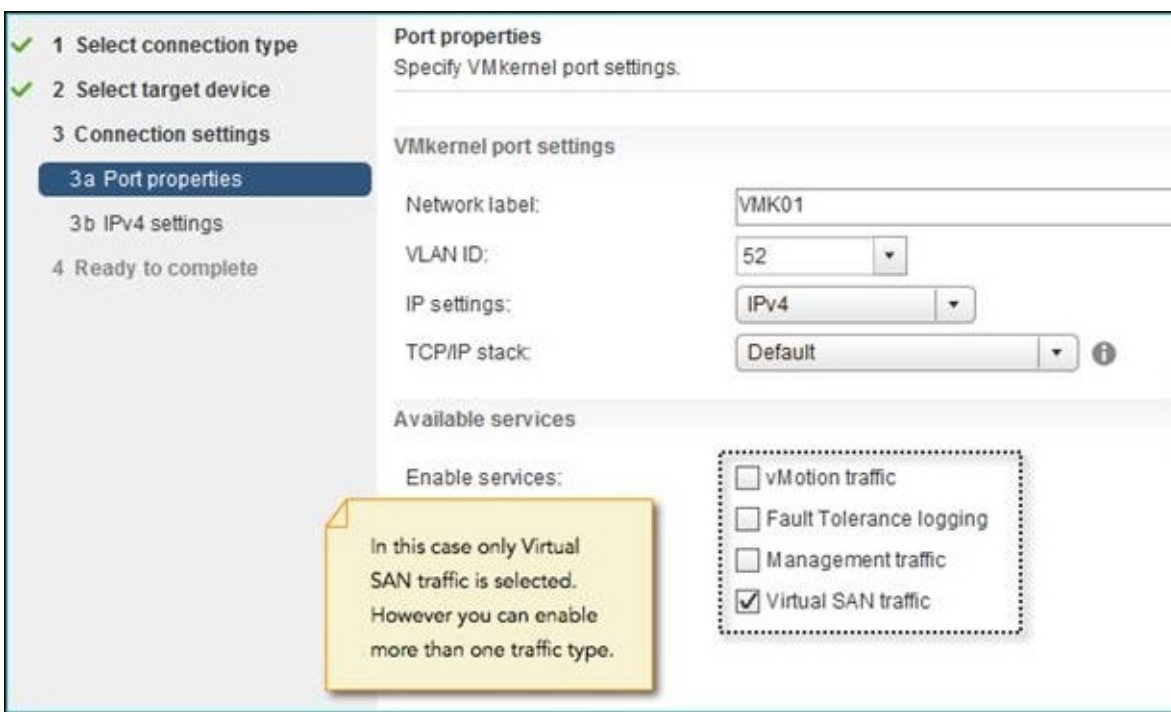 1 Select connection type
2 Select target device
3 Connection settings
3a Port properties
3b IPv4 settings
4 Ready to complete
Port properties
Specify VMkernel port settings.
VMkernel port settings
Network label:
VMK01
VLAN ID:
52
IP settings:
IPv4
TCP/IP stack:
Default
Available services
Enable services:
vMotion traffic
Fault Tolerance logging
Management traffic
Virtual SAN traffic
In this case only Virtual
SAN traffic is selected.
However you can enable
more than one traffic type.